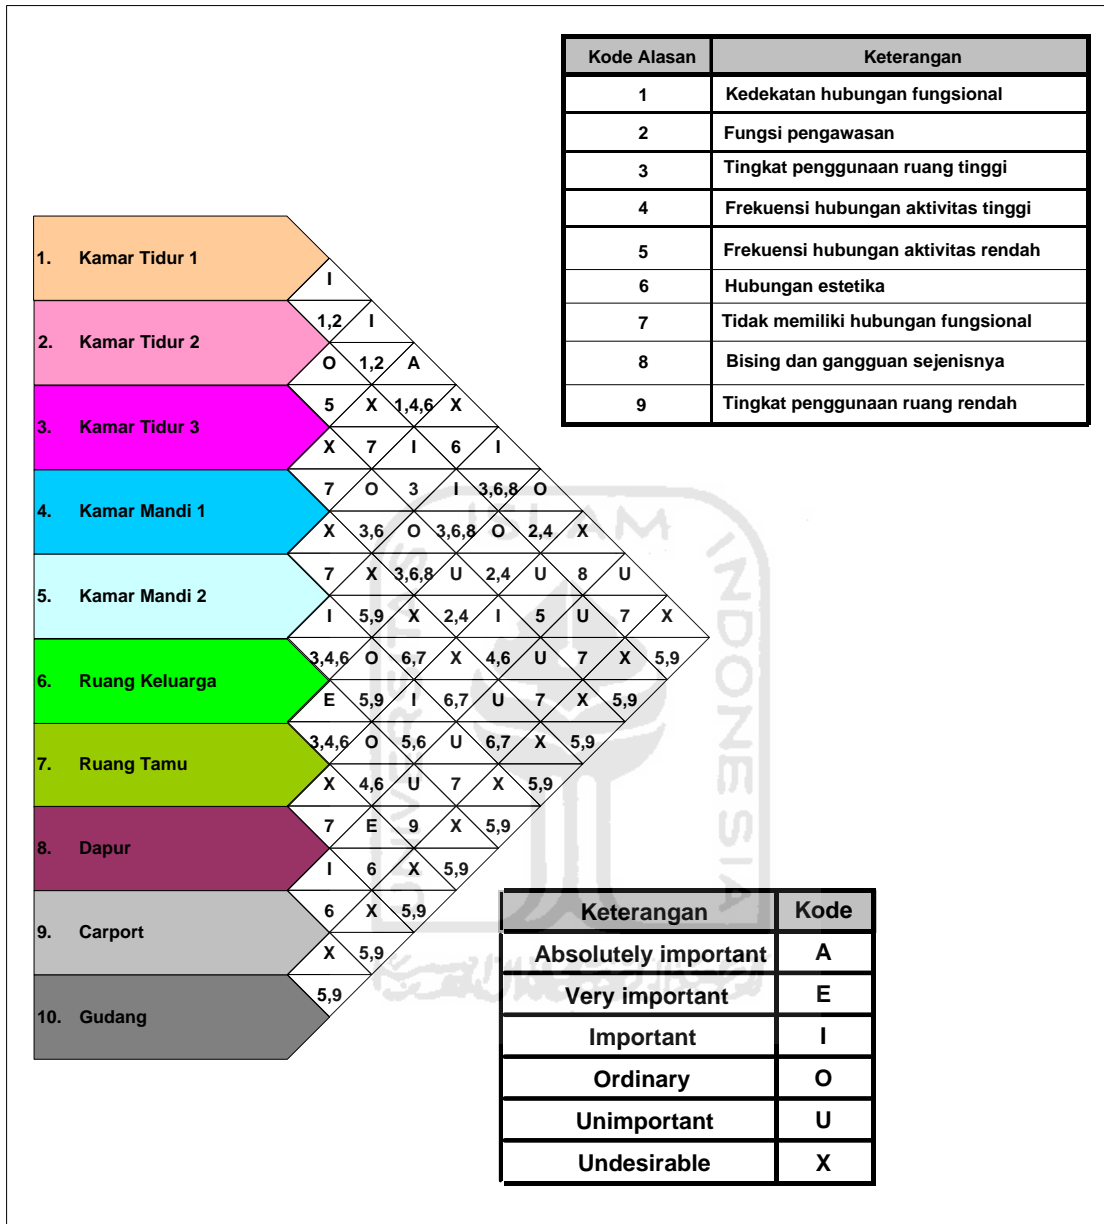 Kode Alasan Keterangan
1 Kedekatan hubungan fungsional
2 Fungsi pengawasan
3 Tingkat penggunaan ruang tinggi
4 Frekuensi hubungan aktivitas tinggi
5 Frekuensi hubungan aktivitas rendah
6 Hubungan estetika
7 Tidak memiliki hubungan fungsional
8 Bising dan gangguan sejenisnya
9 Tingkat penggunaan ruang rendah
1. Kamar Tidur 1
I
1,2 I
2. Kamar Tidur 2
O 1,2 A
5 X 1,4,6 X
3. Kamar Tidur 3
X 7 I 6 I
7 O 3 I 3,6,8 O
4. Kamar Mandi 1
X 3,6 O 3,6,8 O 2,4 X
7 X 3,6,8 U 2,4 U 8 U
5. Kamar Mandi 2
I 5,9 X 2,4 I 5 U 7 X
3,4,6 O 6,7 X 4,6 U 7 X 5,9
6. Ruang Keluarga
E 5,9 I 6,7 U 7 X 5,9
3,4,6 O 5,6 U 6,7 X 5,9
7. Ruang Tamu
X 4,6 U 7 X 5,9
7 E 9 X 5,9
8. Dapur
I 6 X 5,9
6 X 5,9
9. Carport
X 5,9
5,9
10. Gudang
Keterangan Kode
Absolutely important A
Very important E
Important I
Ordinary O
Unimportant U
Undesirable X
UNIVERSITAS ISLAM INDONESIA